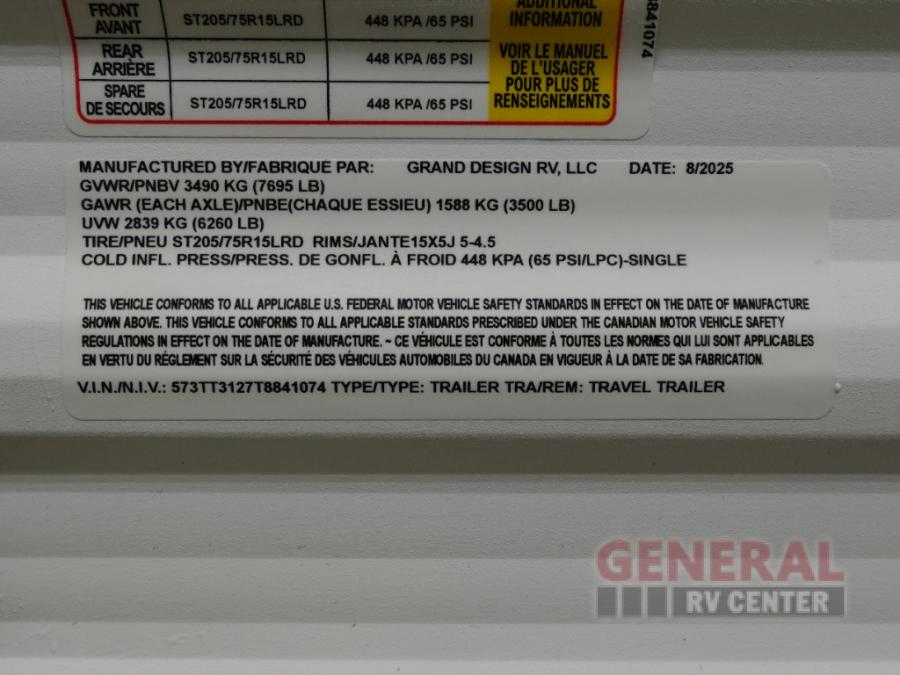 ADDITIONAL
FRONT ST205/75R15LRD 448 KPA /65 PSI INFORMATION
AVANT
REAR ST205/75R15LRD 448 KPA /65 PSI VOIR LE MANUEL
ARRIÈRE DE L'USAGER
SPARE ST205/75R15LRD 448 KPA /65 PSI POUR PLUS DE
DE SECOURS RENSEIGNEMENTS
8841074
MANUFACTURED BY/FABRIQUE PAR: GRAND DESIGN RV, LLC DATE: 8/2025
GVWR/PNBV 3490 KG (7695 LB)
GAWR (EACH AXLE)/PNBE(CHAQUE ESSIEU) 1588 KG (3500 LB)
UVW 2839 KG (6260 LB)
TIRE/PNEU ST205/75R15LRD RIMS/JANTE15X5J 5-4.5
COLD INFL. PRESS/PRESS. DE GONFL. À FROID 448 KPA (65 PSI/LPC)-SINGLE
THIS VEHICLE CONFORMS TO ALL APPLICABLE U.S. FEDERAL MOTOR VEHICLE SAFETY STANDARDS IN EFFECT ON THE DATE OF MANUFACTURE
SHOWN ABOVE. THIS VEHICLE CONFORMS TO ALL APPLICABLE STANDARDS PRESCRIBED UNDER THE CANADIAN MOTOR VEHICLE SAFETY
REGULATIONS IN EFFECT ON THE DATE OF MANUFACTURE. ~ CE VÉHICULE EST CONFORME À TOUTES LES NORMES QUI LUI SONT APPLICABLES
EN VERTU DU RÉGLEMENT SUR LA SÉCURITÉ DES VÉHICULES AUTOMOBILES DU CANADA EN VIGUEUR À LA DATE DE SA FABRICATION.
V.I.N./N.I.V.: 573TT3127T8841074 TYPE/TYPE: TRAILER TRA/REM: TRAVEL TRAILER
GENERAL
RV CENTER